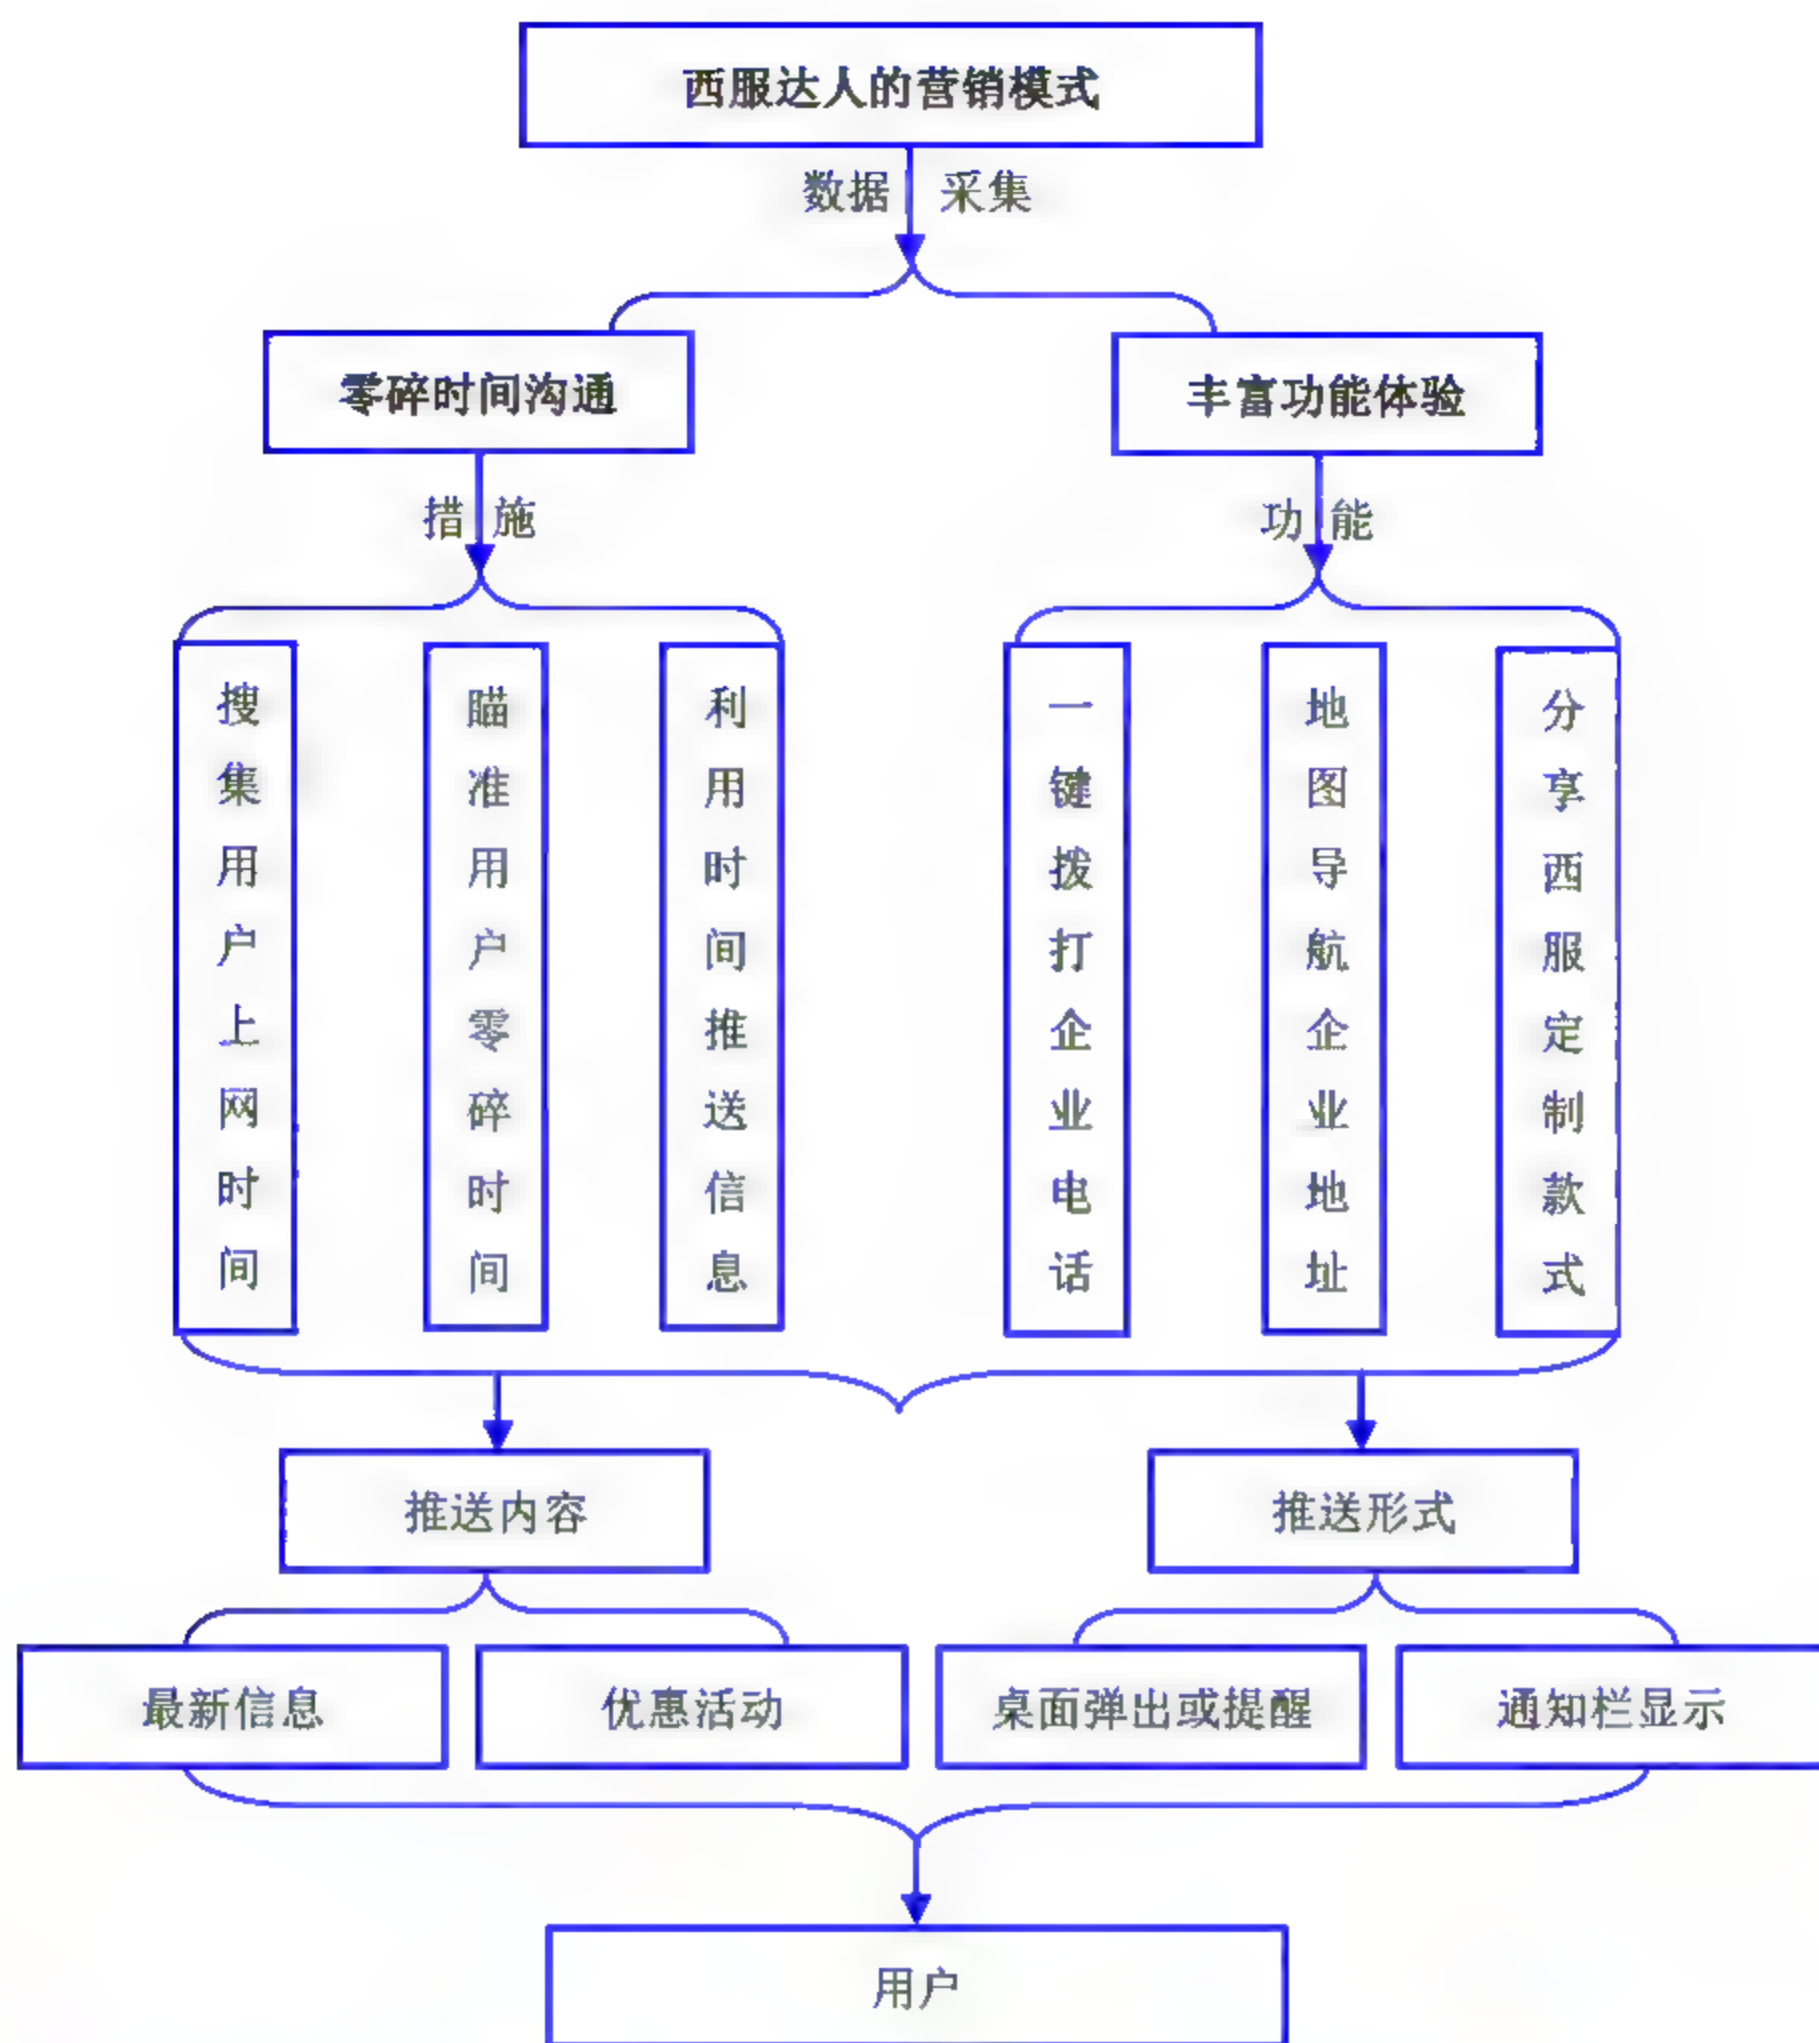 西服达人的营销模式
数据 采集
零碎时间沟通
丰富功能体验
措 施
功 能
搜集用户上网时间
瞄准用户零碎时间
利用时间推送信息
一键拨打企业电话
地图导航企业地址
分享西服定制款式
推送内容
推送形式
最新信息
优惠活动
桌面弹出或提醒
通知栏显示
用户